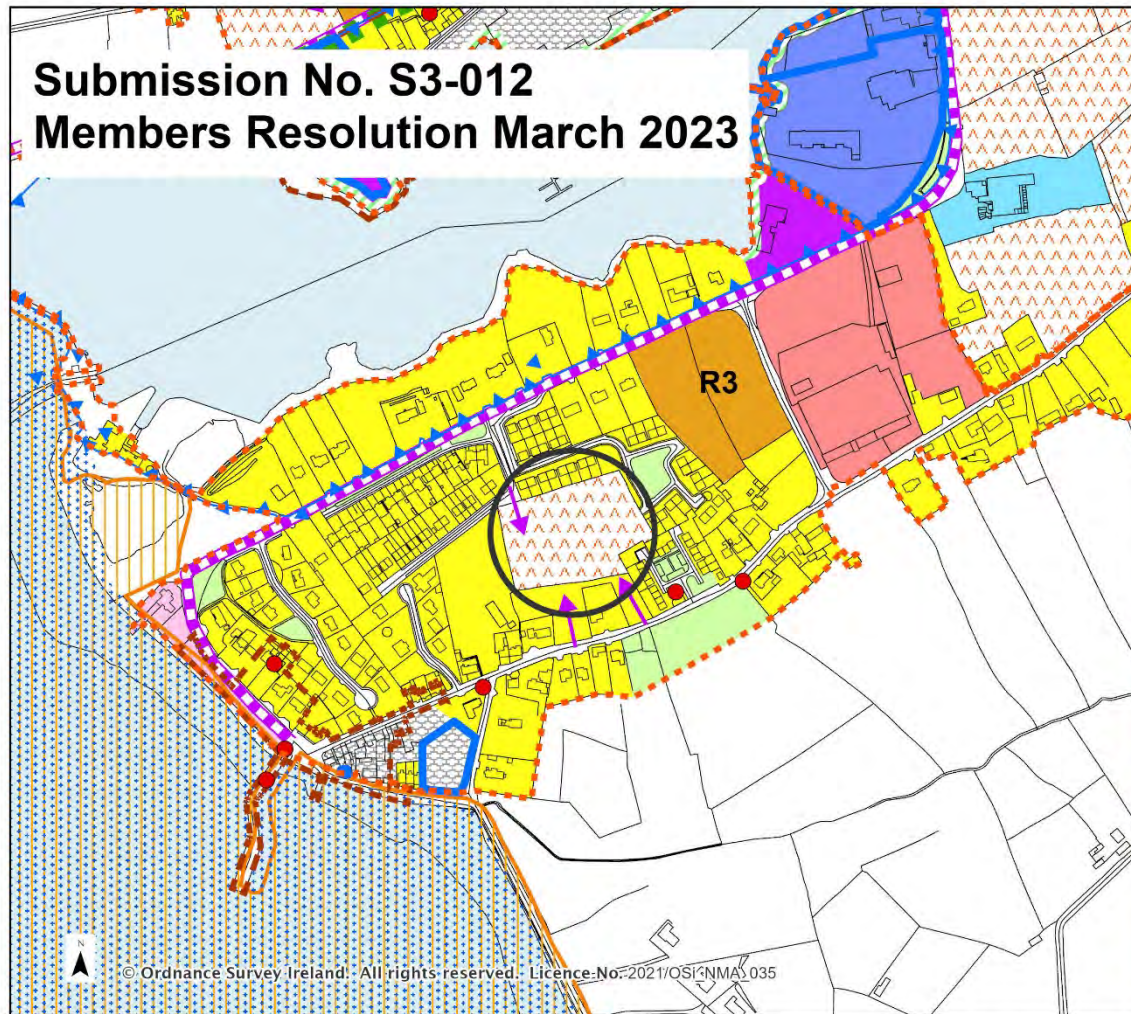 Submission No. S3-012
Members Resolution March 2023
R3
N
© Ordnance Survey Ireland. All rights reserved. Licence No. 2021/OSi_NMA_035